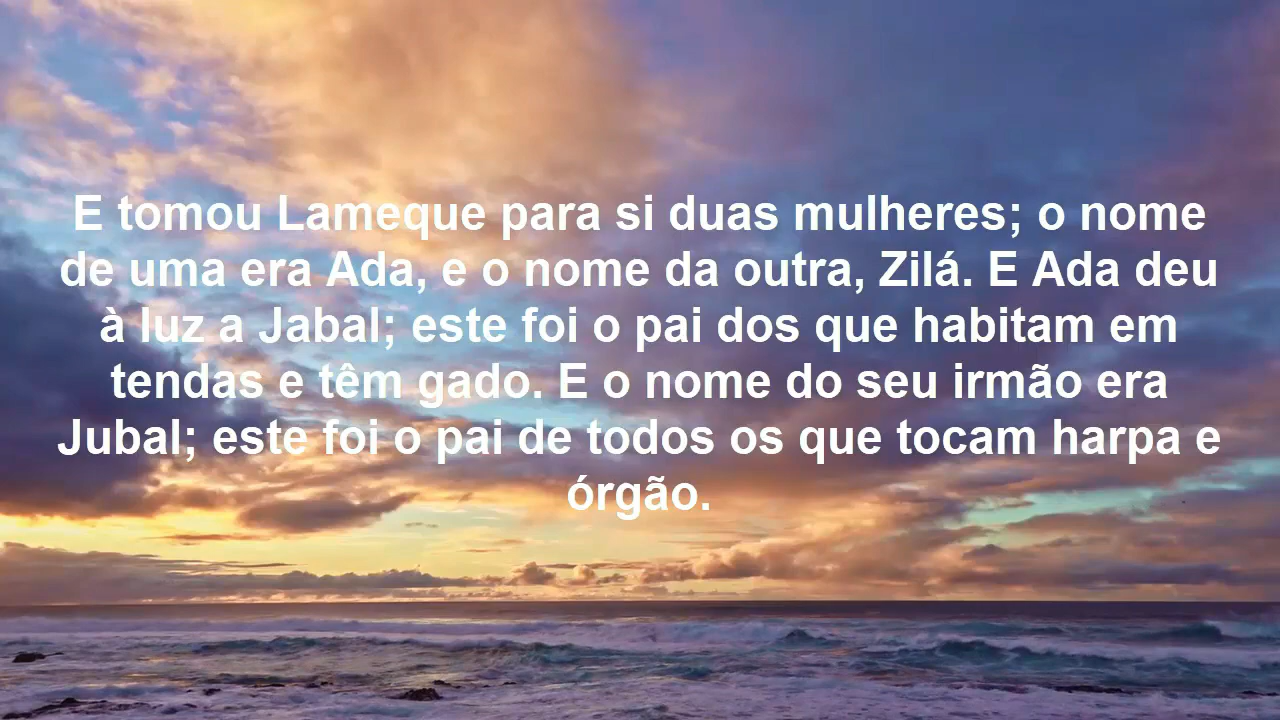 E tomou Lameque para si duas mulheres; o nome
de uma era Ada, e o nome da outra, Zilá. E Ada deu
à luz a Jabal; este foi o pai dos que habitam em
tendas e têm gado. E o nome do seu irmão era
Jubal; este foi o pai de todos os que tocam harpa e
órgão.